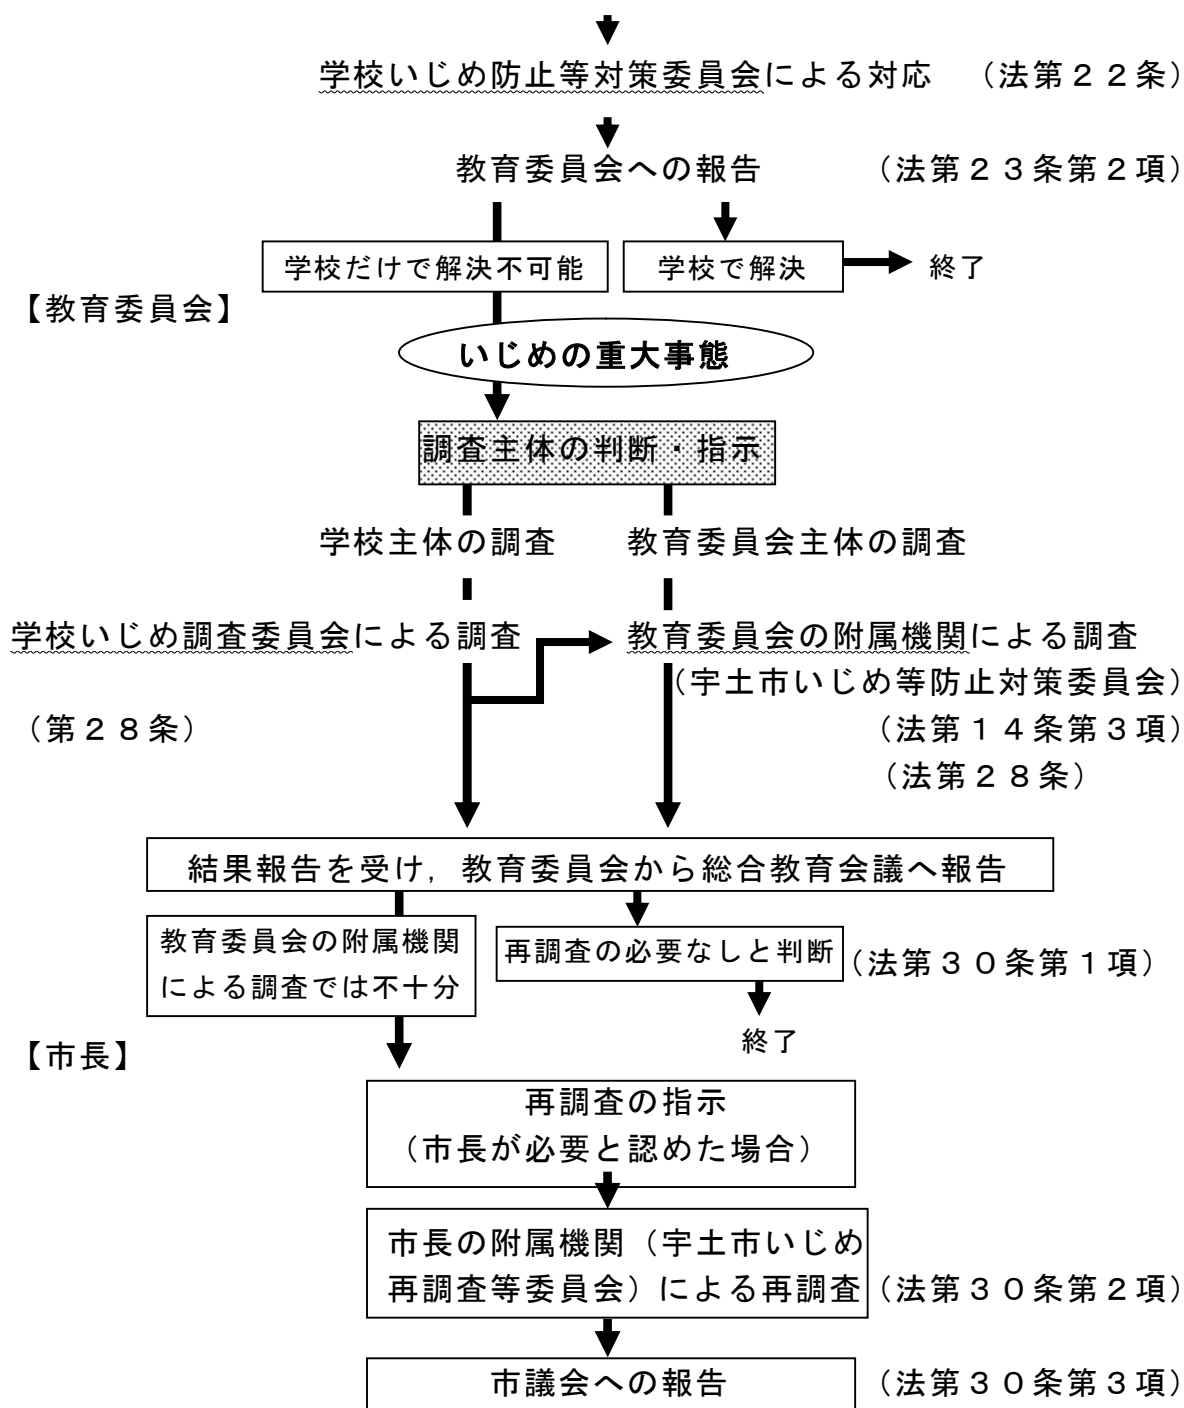 学校いじめ防止等対策委員会による対応　（法第２２条）
教育委員会への報告　（法第２３条第２項）
学校だけで解決不可能　学校で解決　終了
【教育委員会】
いじめの重大事態
調査主体の判断・指示
学校主体の調査　教育委員会主体の調査
学校いじめ調査委員会による調査　教育委員会の附属機関による調査
（宇土市いじめ等防止対策委員会）
（第２８条）　（法第１４条第３項）
（法第２８条）
結果報告を受け，教育委員会から総合教育会議へ報告
教育委員会の附属機関
による調査では不十分
再調査の必要なしと判断　（法第３０条第１項）
終了
【市長】
再調査の指示
（市長が必要と認めた場合）
市長の附属機関（宇土市いじめ
再調査等委員会）による再調査　（法第３０条第２項）
市議会への報告　（法第３０条第３項）